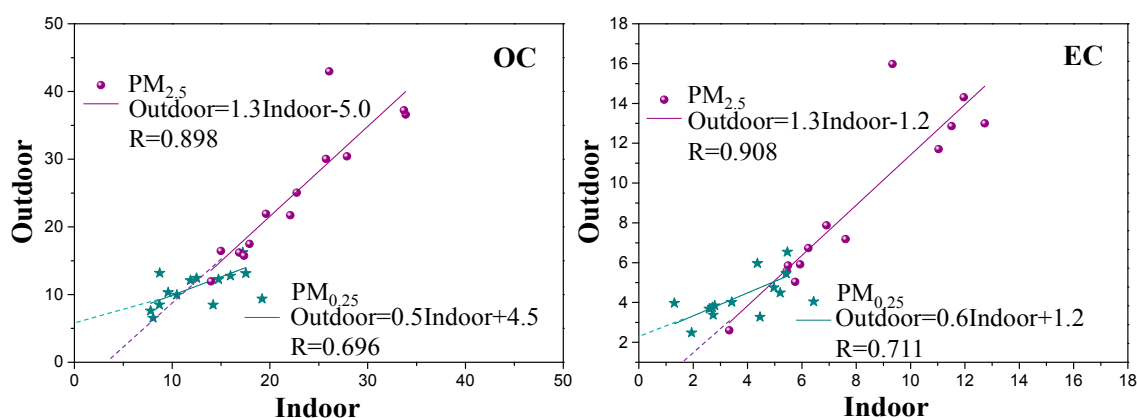 OC
PM2.5
Outdoor=1.3Indoor-5.0
R=0.898
PM0.25
Outdoor=0.5Indoor+4.5
R=0.696
Outdoor
50
40
30
20
10
0
0 10 20 30 40 50
Indoor
EC
PM2.5
Outdoor=1.3Indoor-1.2
R=0.908
PM0.25
Outdoor=0.6Indoor+1.2
R=0.711
Outdoor
18
16
14
12
10
8
6
4
2
0 2 4 6 8 10 12 14 16 18
Indoor